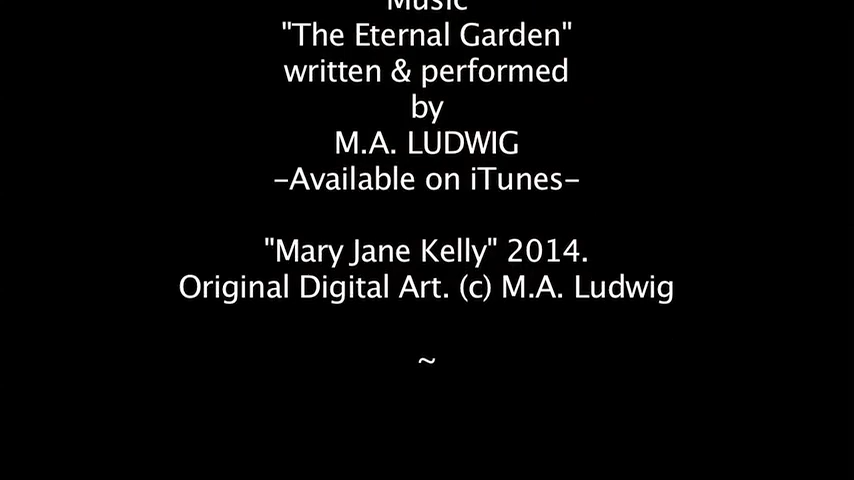 Music
"The Eternal Garden"
written & performed
by
M.A. LUDWIG
-Available on iTunes-
"Mary Jane Kelly" 2014.
Original Digital Art. (c) M.A. Ludwig
~